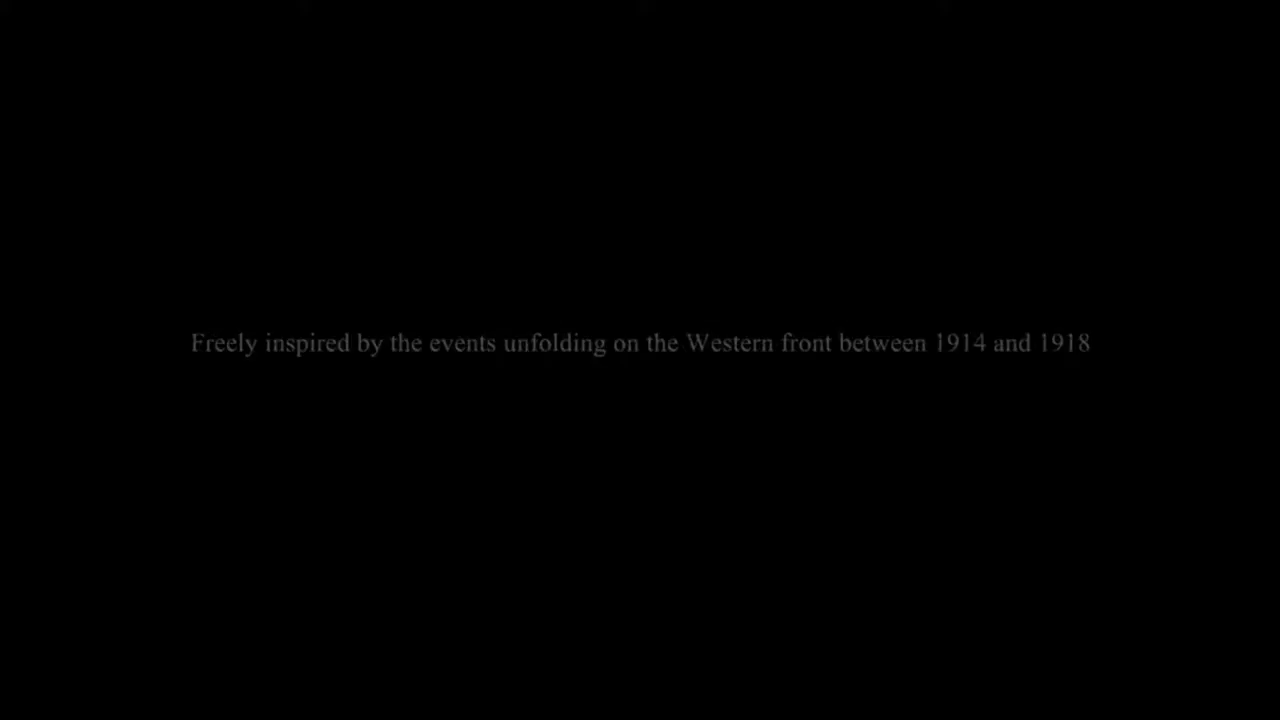 Freely inspired by the events unfolding on the Western front between 1914 and 1918